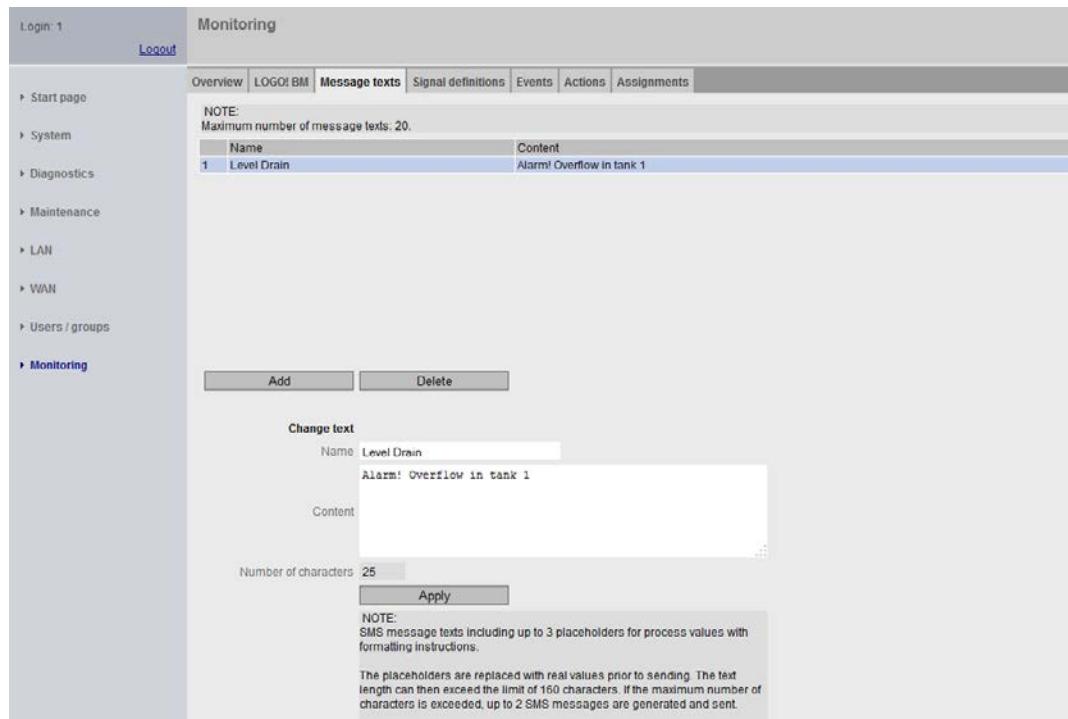 Login: 1
Logout
Monitoring
Start page
System
Diagnostics
Maintenance
LAN
WAN
Users / groups
Monitoring
Overview LOGO! BM Message texts Signal definitions Events Actions Assignments
NOTE:
Maximum number of message texts: 20.
Name Content
1 Level Drain Alarm! Overflow in tank 1
Add Delete
Change text
Name Level Drain
Content Alarm! Overflow in tank 1
Number of characters 25
Apply
NOTE:
SMS message texts including up to 3 placeholders for process values with
formatting instructions.
The placeholders are replaced with real values prior to sending. The text
length can then exceed the limit of 160 characters. If the maximum number of
characters is exceeded, up to 2 SMS messages are generated and sent.